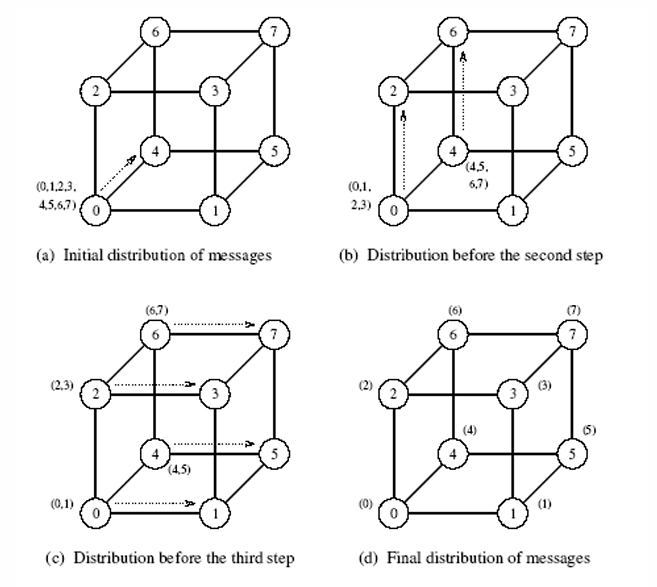 6 7
2 3
4 5
(0,1,2,3,
4,5,6,7) 0 1
(a) Initial distribution of messages
6 7
2 3
4 5
(4,5,
6,7)
(0,1,
2,3) 0 1
(b) Distribution before the second step
(6,7)
6 7
(2,3) 2 3
4 5
(4,5)
(0,1) 0 1
(c) Distribution before the third step
(6) (7)
6 7
(2) 2 3 (3)
(4) (5)
4 5
(0) 0 1 (1)
(d) Final distribution of messages